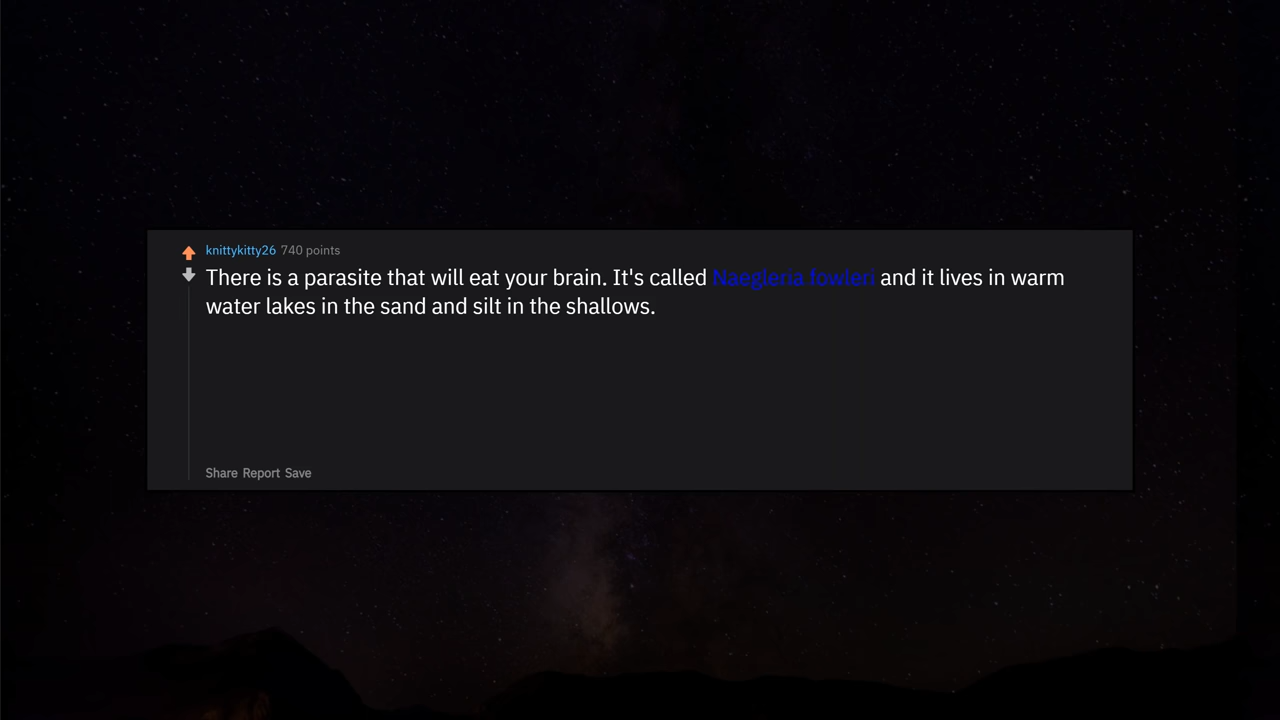 knittykitty26 740 points
There is a parasite that will eat your brain. It's called Naegleria fowleri and it lives in warm
water lakes in the sand and silt in the shallows.
Share Report Save